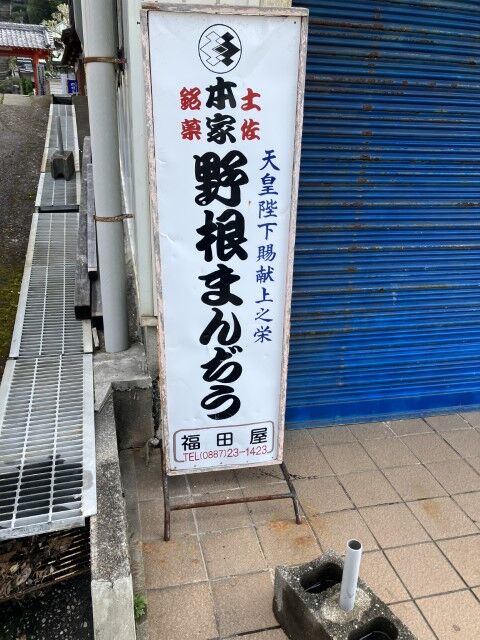 土佐
銘菓
本家
野根まんぢう
天皇陛下賜献上之栄
福田屋
TEL(0887)23-1423